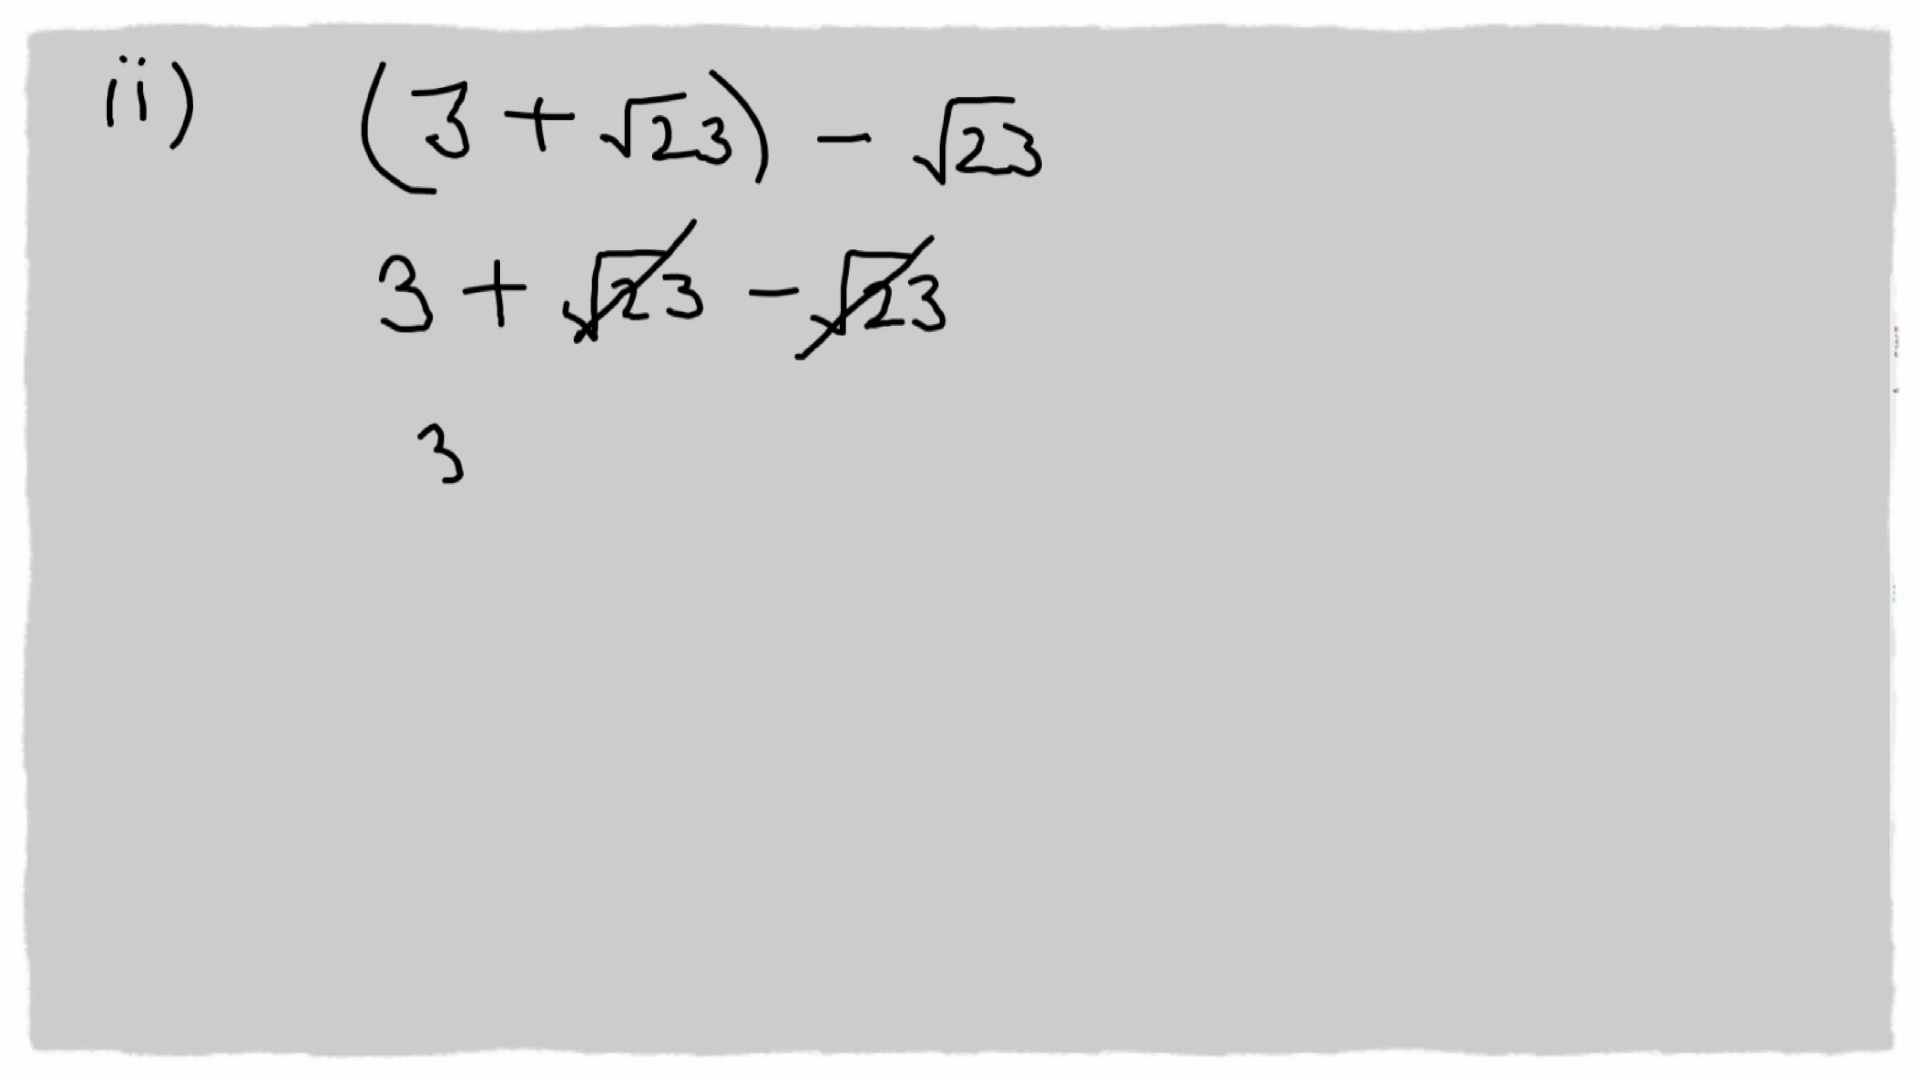 ii) (3 + √23) - √23
3 + √23 - √23
3